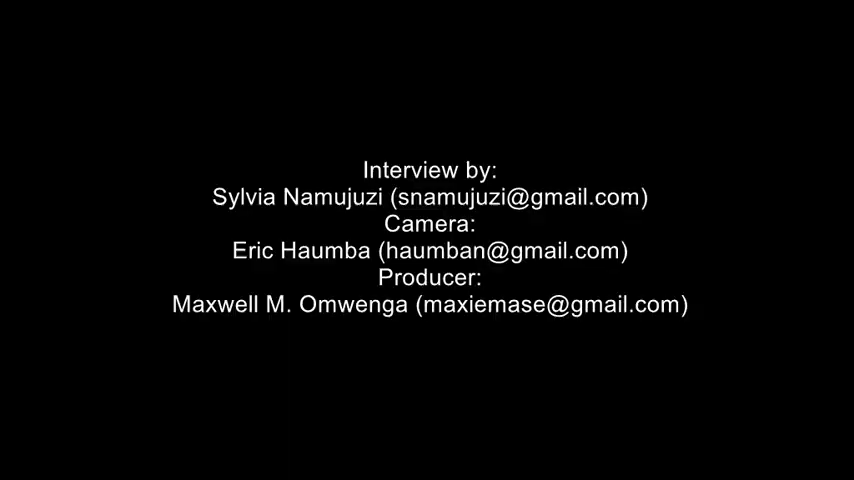 Interview by:
Sylvia Namujuzi (snamujuzi@gmail.com)
Camera:
Eric Haumba (haumban@gmail.com)
Producer:
Maxwell M. Omwenga (maxiemase@gmail.com)